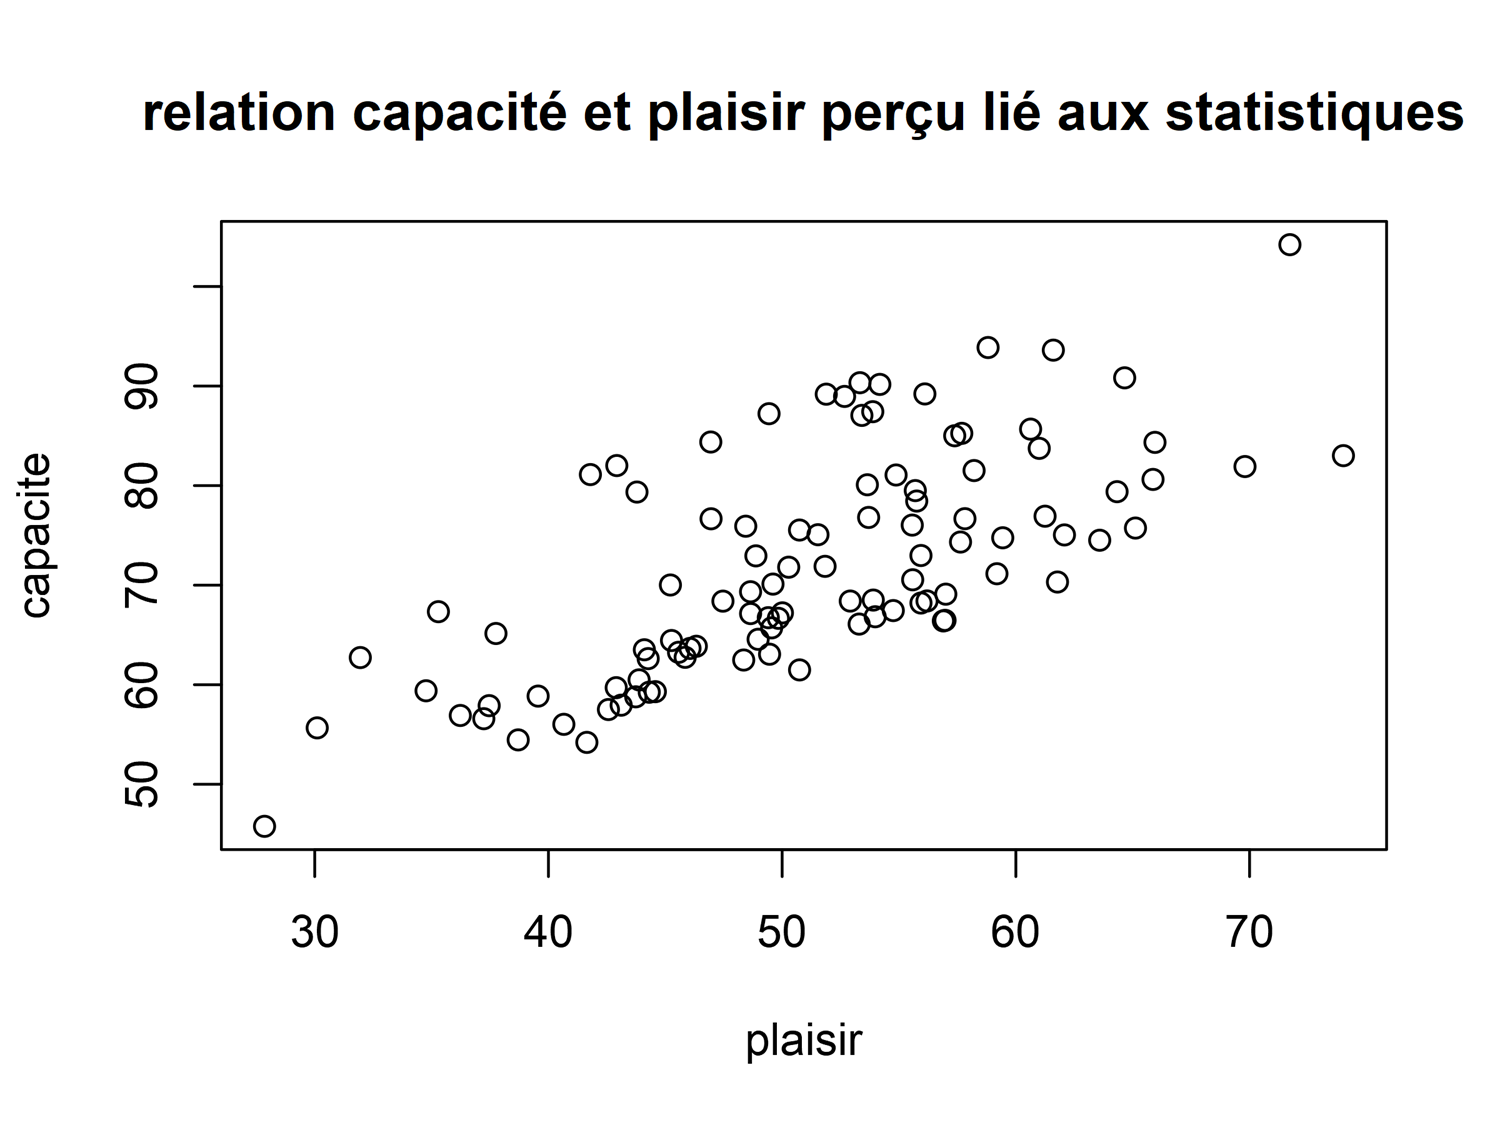 relation capacité et plaisir perçu lié aux statistiques
capacite
90
80
70
60
50
30 40 50 60 70
plaisir